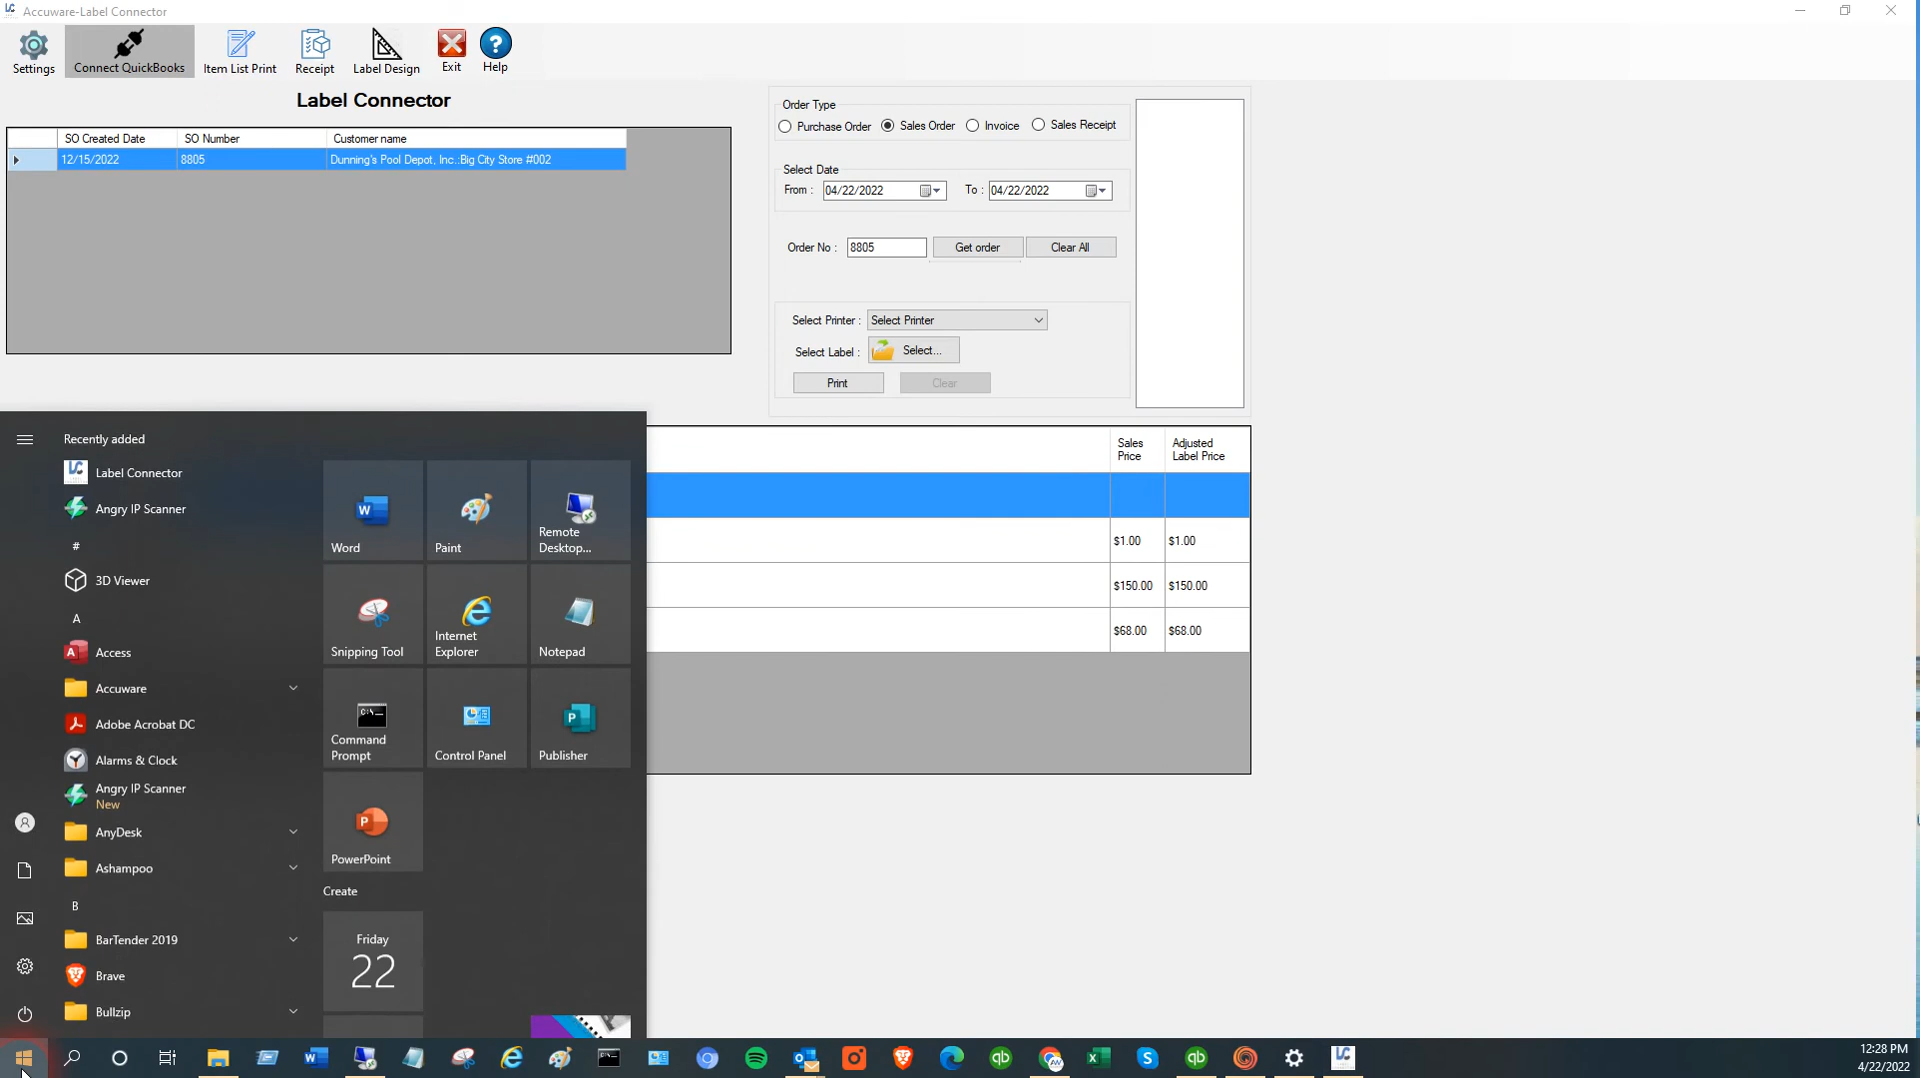 Accuware-Label Connector
Settings
Connect QuickBooks
Item List Print
Receipt
Label Design
Exit
Help
Label Connector
SO Created Date SO Number Customer name
12/15/2022 8805 Dunning's Pool Depot, Inc.:Big City Store #002
Order Type
Purchase Order Sales Order Invoice Sales Receipt
Select Date
From : 04/22/2022 To : 04/22/2022
Order No : 8805 Get order Clear All
Select Printer : Select Printer
Select Label : Select...
Print Clear
Sales Price
Adjusted Label Price
$1.00 $1.00
$150.00 $150.00
$68.00 $68.00
Recently added
Label Connector
Angry IP Scanner
#
3D Viewer
A
Access
Accuware
Adobe Acrobat DC
Alarms & Clock
Angry IP Scanner
New
AnyDesk
Ashampoo
B
BarTender 2019
Brave
Bullzip
Word
Paint
Remote
Desktop...
Snipping Tool
Internet
Explorer
Notepad
Command
Prompt
Control Panel
Publisher
PowerPoint
Create
Friday
22
12:28 PM
4/22/2022